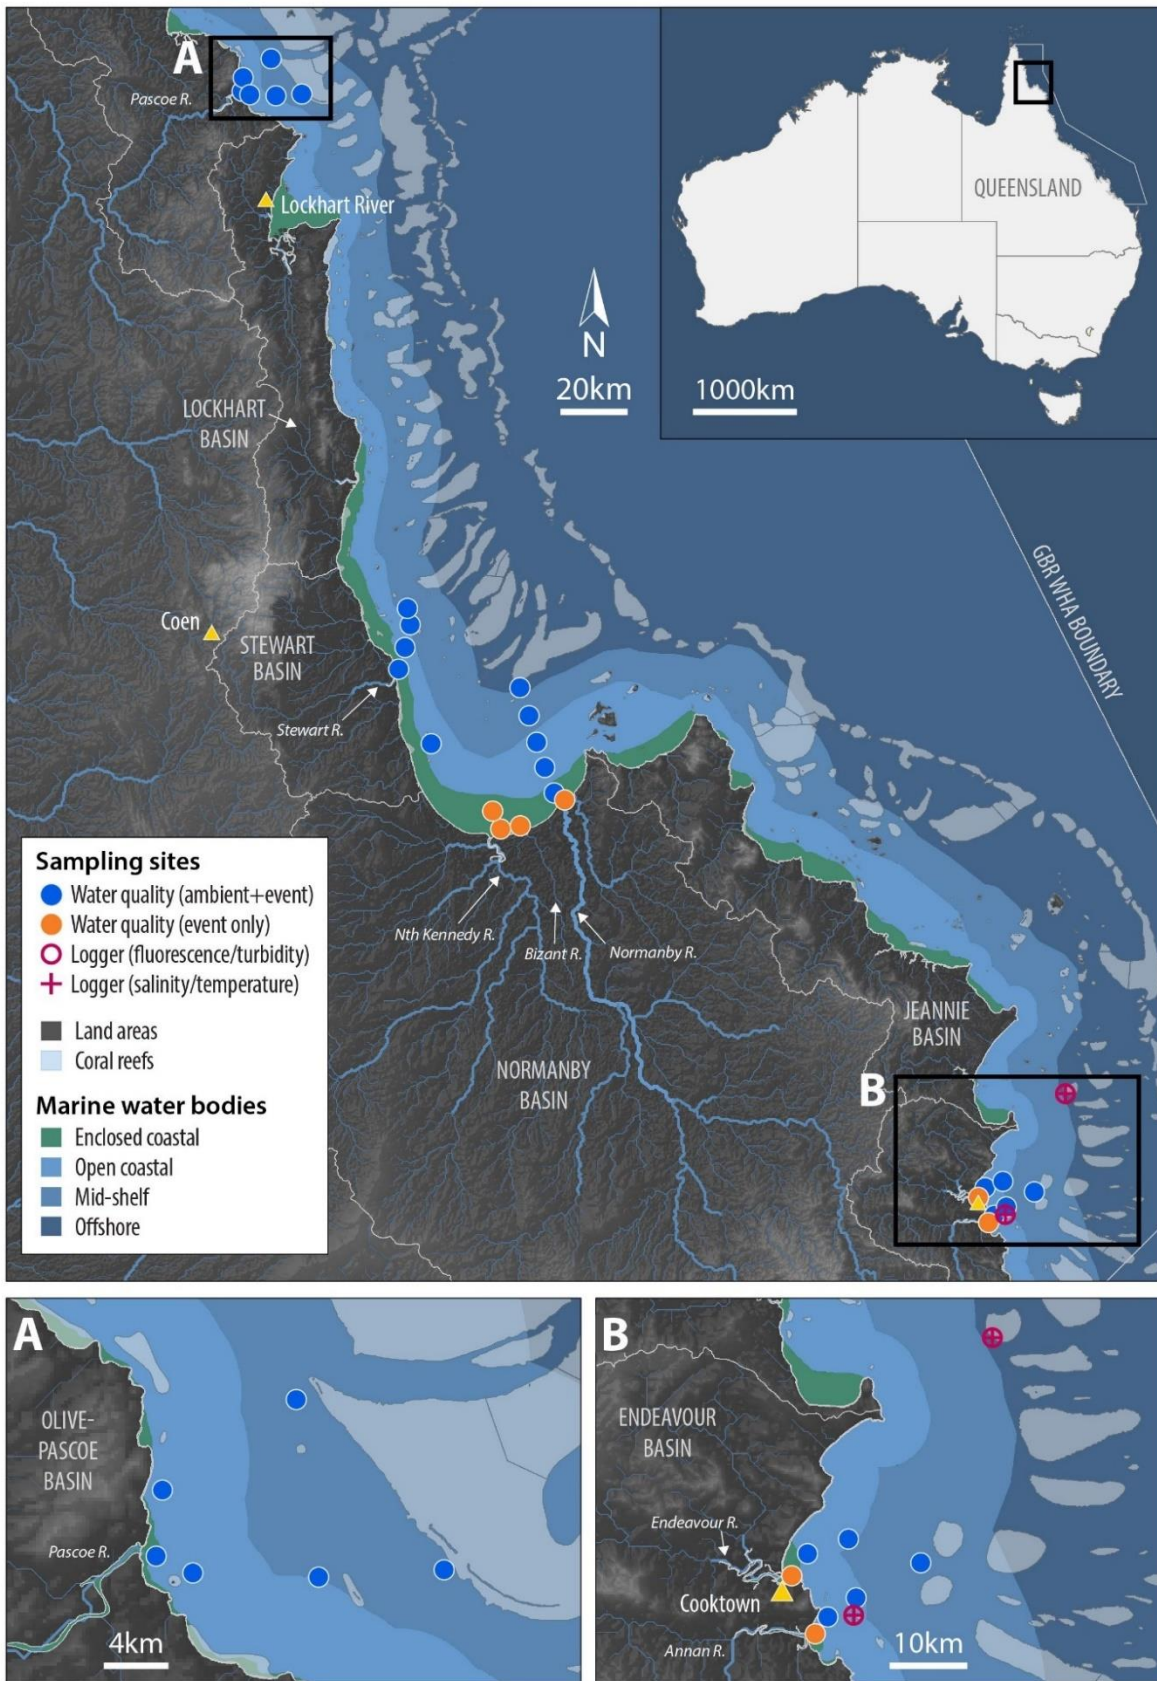 A
Pascoe R.
Lockhart River
QUEENSLAND
N
20km
1000km
LOCKHART
BASIN
GBR WHA BOUNDARY
Coen
STEWART
BASIN
Stewart R.
Sampling sites
Water quality (ambient+event)
Water quality (event only)
Logger (fluorescence/turbidity)
Logger (salinity/temperature)
Land areas
Coral reefs
Marine water bodies
Enclosed coastal
Open coastal
Mid-shelf
Offshore
Nth Kennedy R.
Bizant R.
Normanby R.
NORMANBY
BASIN
JEANNIE
BASIN
B
A
OLIVE-
PASCOE
BASIN
Pascoe R.
4km
B
ENDEAVOUR
BASIN
Endeavour R.
Cooktown
Annan R.
10km